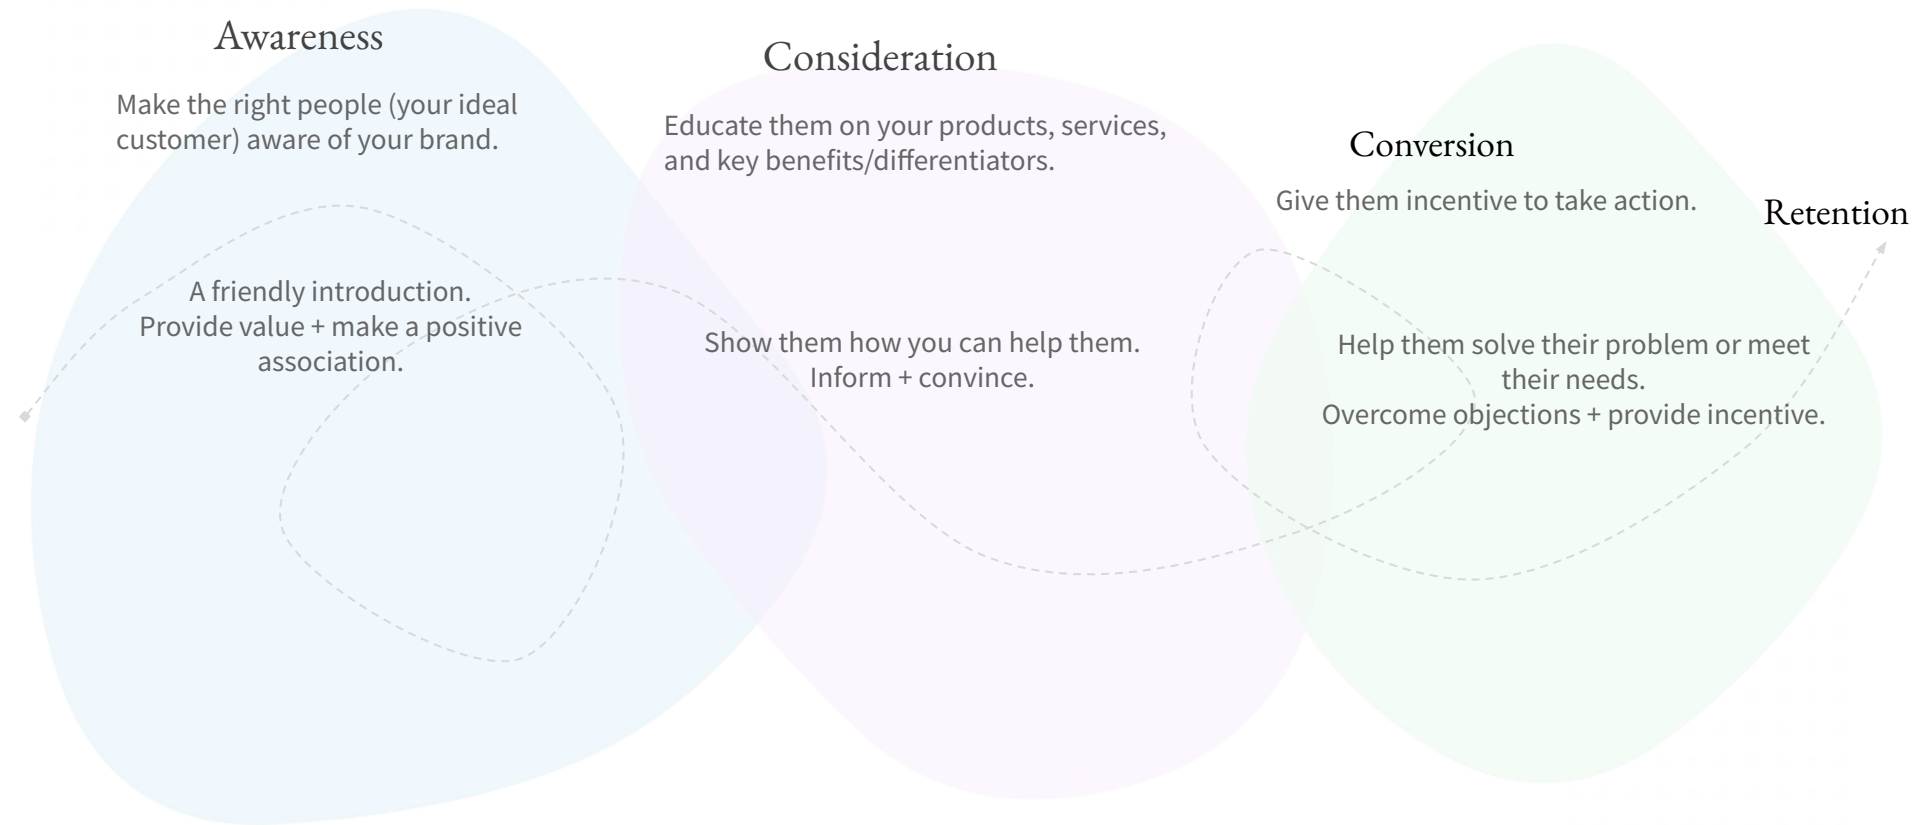 Awareness
Make the right people (your ideal
customer) aware of your brand.
A friendly introduction.
Provide value + make a positive
association.
Consideration
Educate them on your products, services,
and key benefits/differentiators.
Show them how you can help them.
Inform + convince.
Conversion
Give them incentive to take action.
Help them solve their problem or meet
their needs.
Overcome objections + provide incentive.
Retention